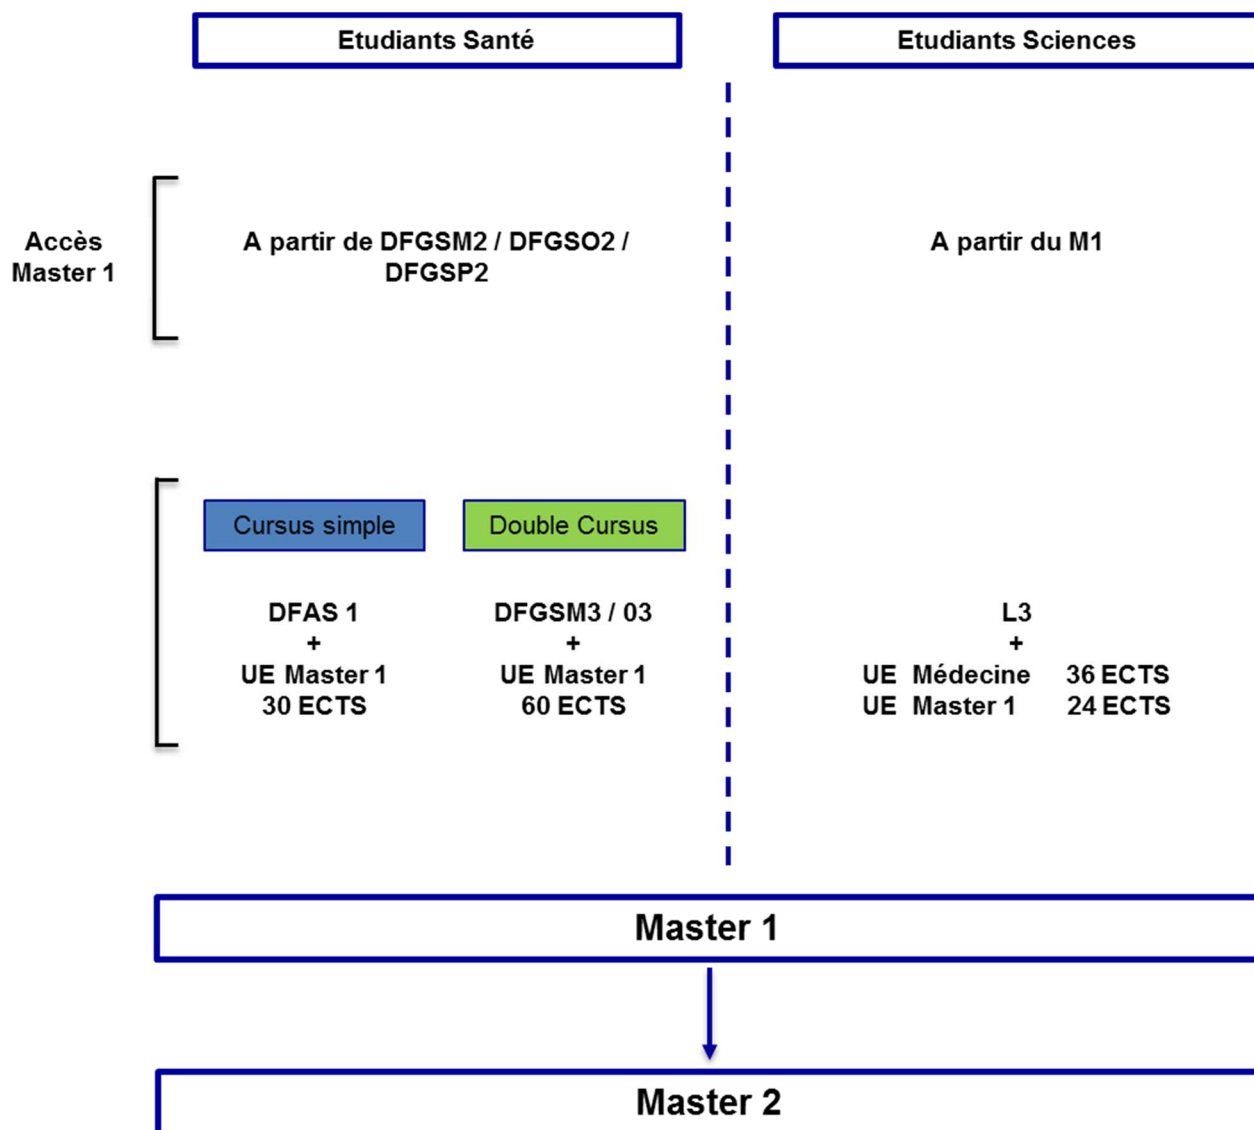 Etudiants Santé
Etudiants Sciences
Accès
Master 1
A partir de DFGSM2 / DFGSO2 /
DFGSP2
A partir du M1
Cursus simple
Double Cursus
DFAS 1
+
UE Master 1
30 ECTS
DFGSM3 / 03
+
UE Master 1
60 ECTS
L3
+
UE Médecine 36 ECTS
UE Master 1 24 ECTS
Master 1
Master 2